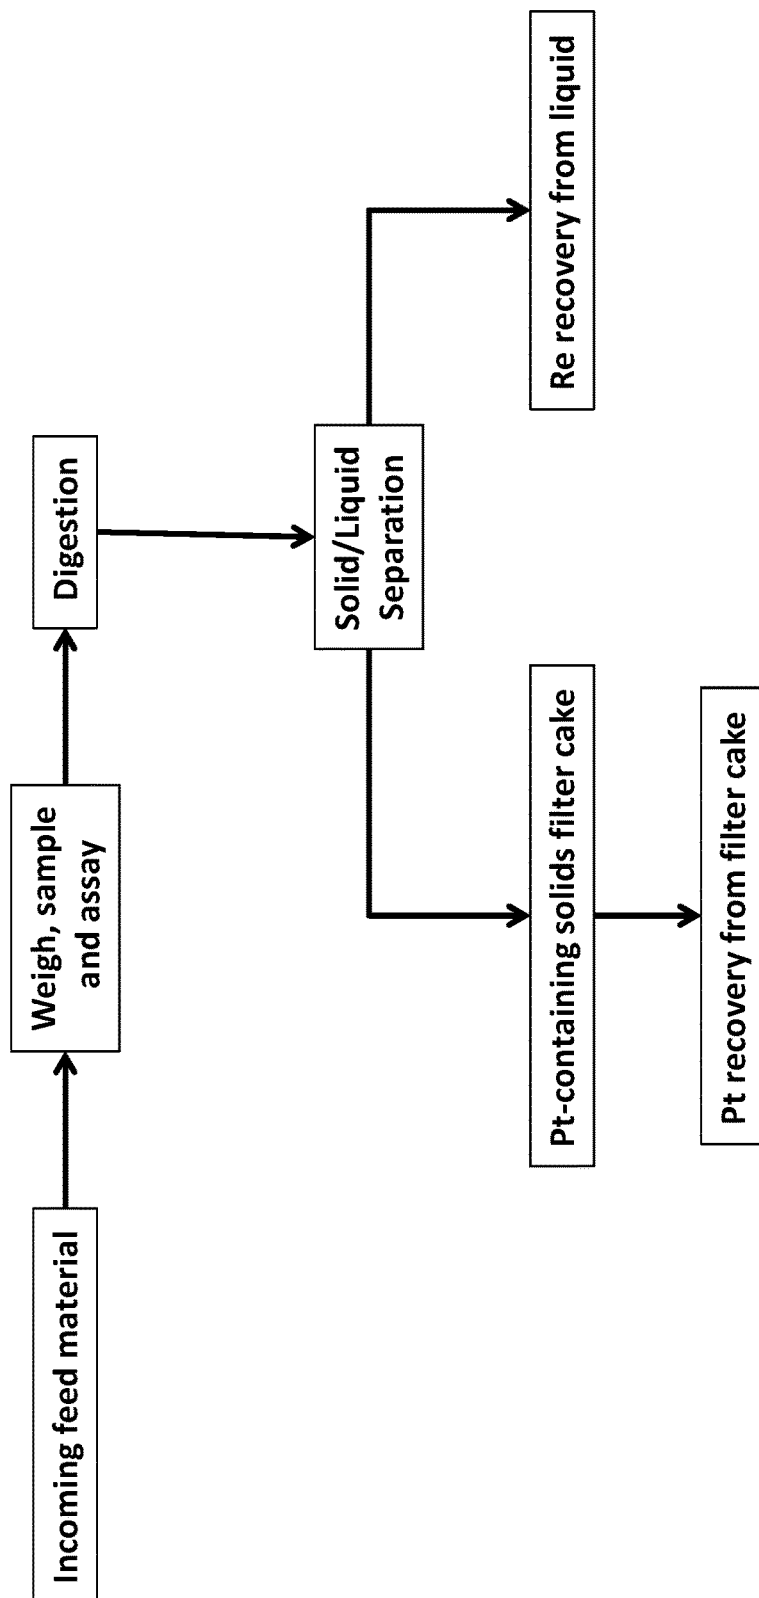 Incoming feed material
Weigh, sample
and assay
Digestion
Solid/Liquid
Separation
Pt-containing solids filter cake
Re recovery from liquid
Pt recovery from filter cake